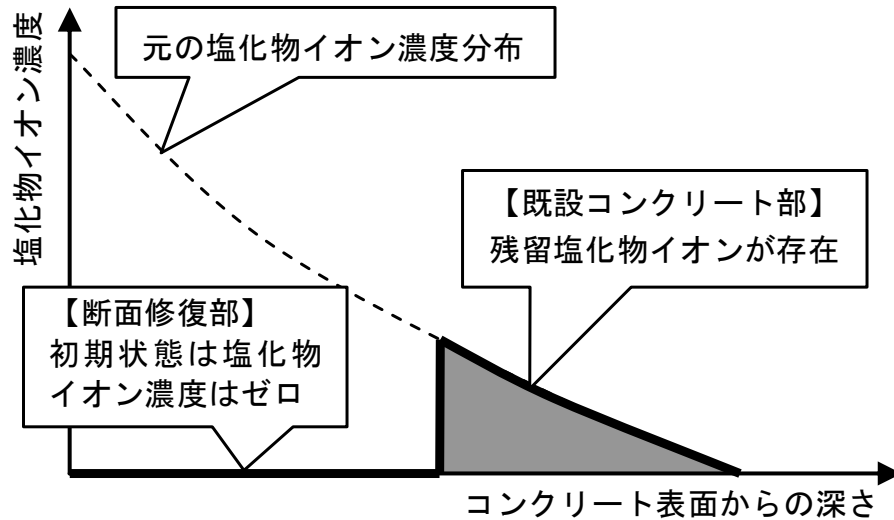 塩化物イオン濃度
元の塩化物イオン濃度分布
【既設コンクリート部】
残留塩化物イオンが存在
【断面修復部】
初期状態は塩化物
イオン濃度はゼロ
コンクリート表面からの深さ